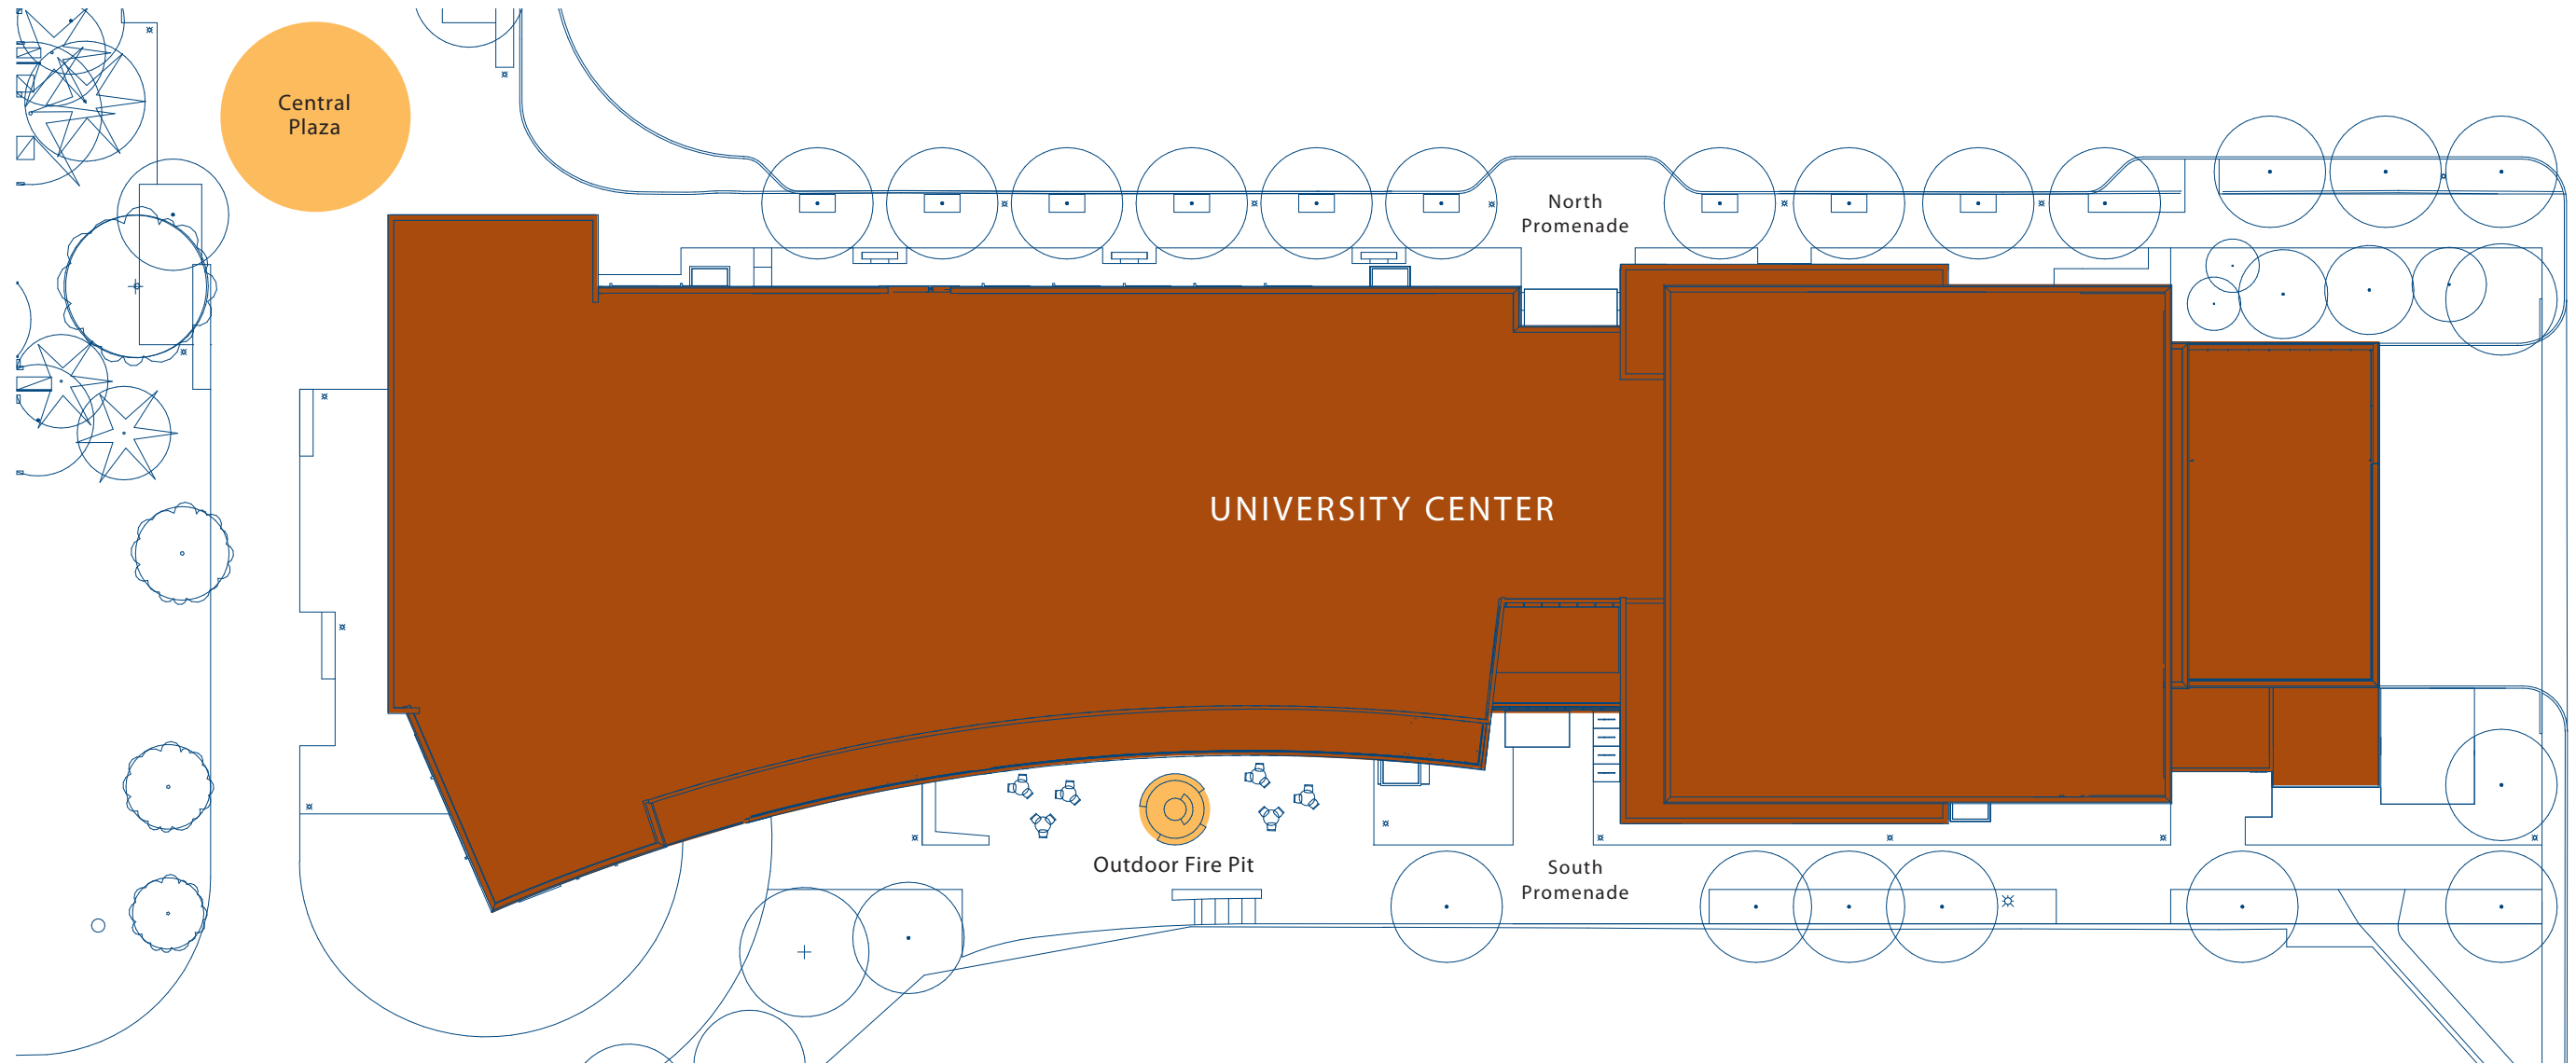 Central
Plaza
North
Promenade
UNIVERSITY CENTER
Outdoor Fire Pit
South
Promenade